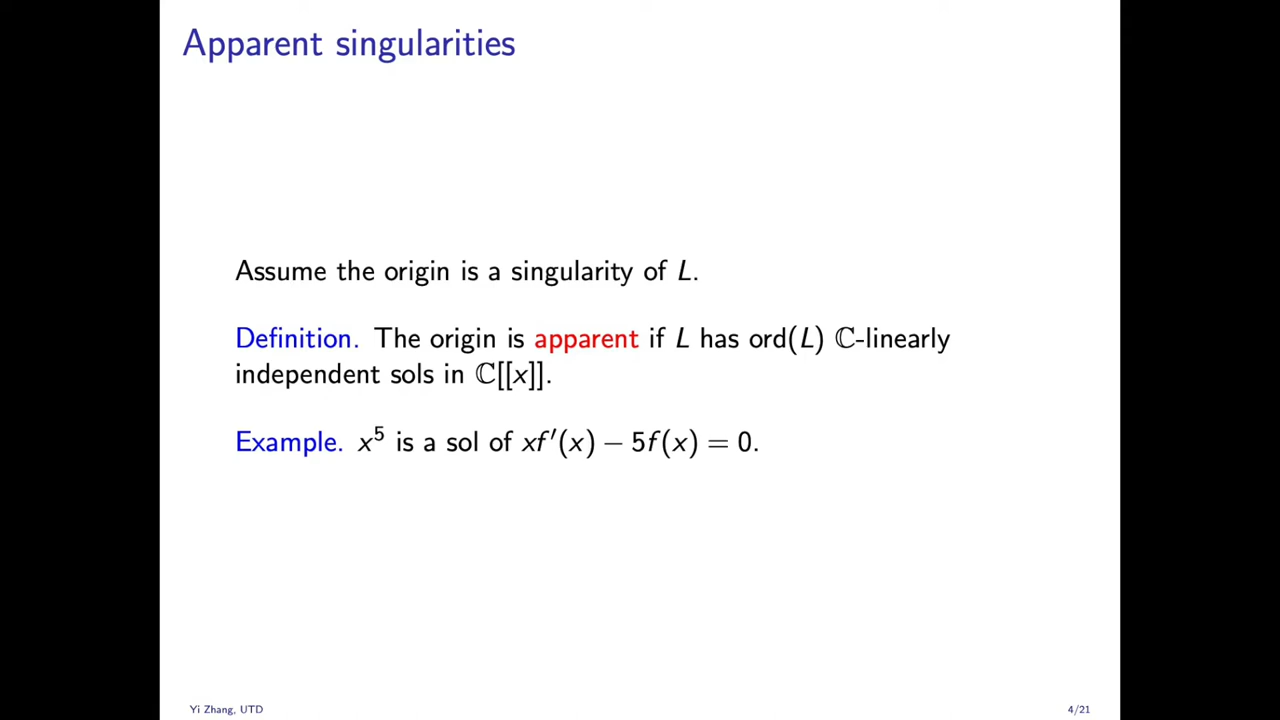 Apparent singularities
Assume the origin is a singularity of L.
Definition. The origin is apparent if L has ord(L) ℂ-linearly
independent sols in ℂ[[x]].
Example. x⁵ is a sol of xf′(x) − 5f(x) = 0.
Yi Zhang, UTD
4/21